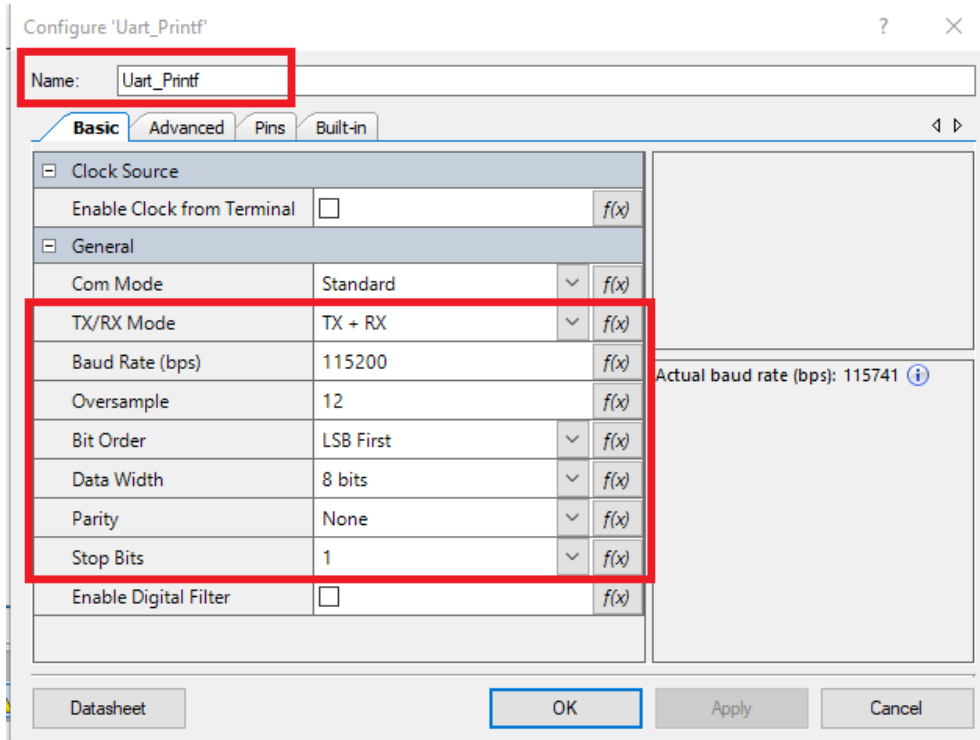 Configure 'Uart_Printf'
Name: Uart_Printf
Basic Advanced Pins Built-in
Clock Source
Enable Clock from Terminal f(x)
General
Com Mode Standard f(x)
TX/RX Mode TX + RX f(x)
Baud Rate (bps) 115200 f(x)
Actual baud rate (bps): 115741
Oversample 12 f(x)
Bit Order LSB First f(x)
Data Width 8 bits f(x)
Parity None f(x)
Stop Bits 1 f(x)
Enable Digital Filter f(x)
Datasheet OK Apply Cancel